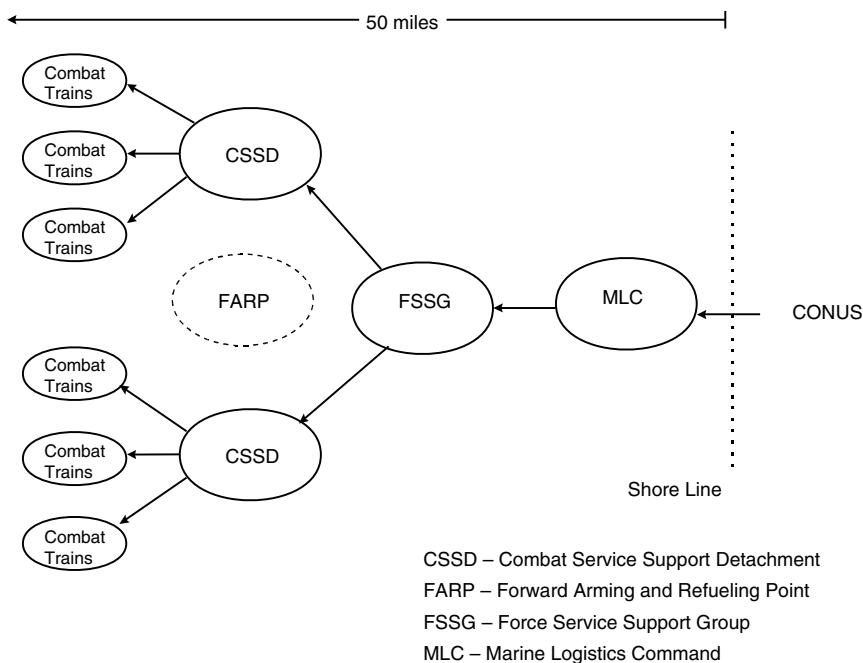 50 miles
Combat
Trains
Combat
Trains
Combat
Trains
CSSD
FARP
FSSG
MLC
CONUS
Combat
Trains
Combat
Trains
Combat
Trains
CSSD
Shore Line
CSSD – Combat Service Support Detachment
FARP – Forward Arming and Refueling Point
FSSG – Force Service Support Group
MLC – Marine Logistics Command